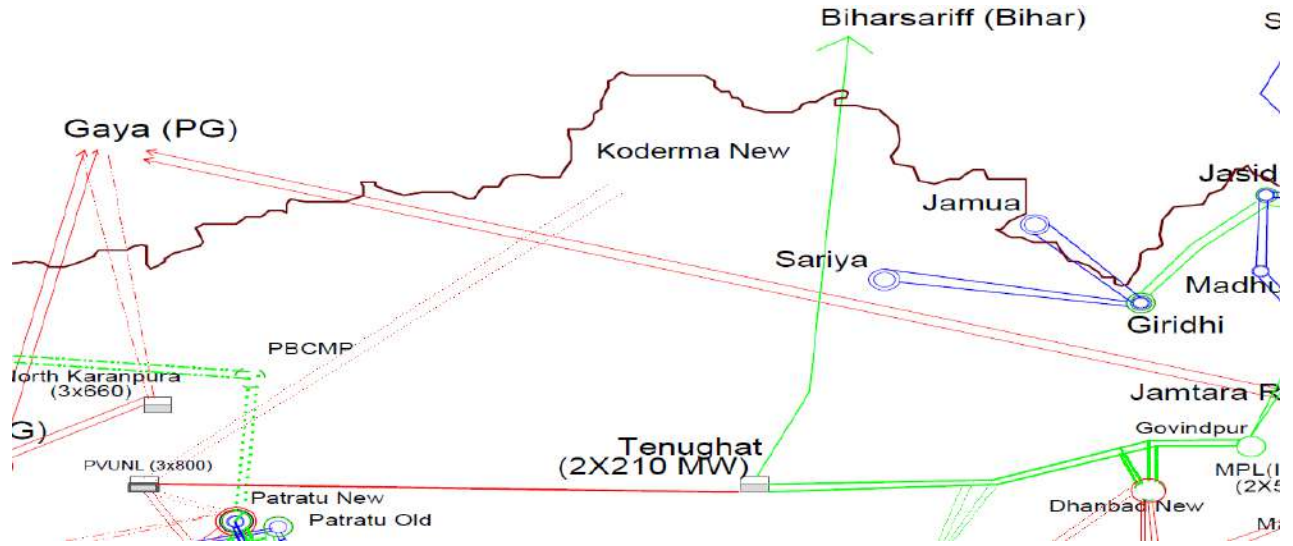 Biharsariff (Bihar)
S
Gaya (PG)
Koderma New
Jasid
Jamua
Sariya
Madhu
Giridhi
PBCMP
North Karanpura
(3x660)
Jamtara R
G)
Govindpur
Tenughat
(2X210 MW)
PVUNL (3x800)
MPL(I
(2X5
Patratu New
Dhanbad New
Patratu Old
Ma